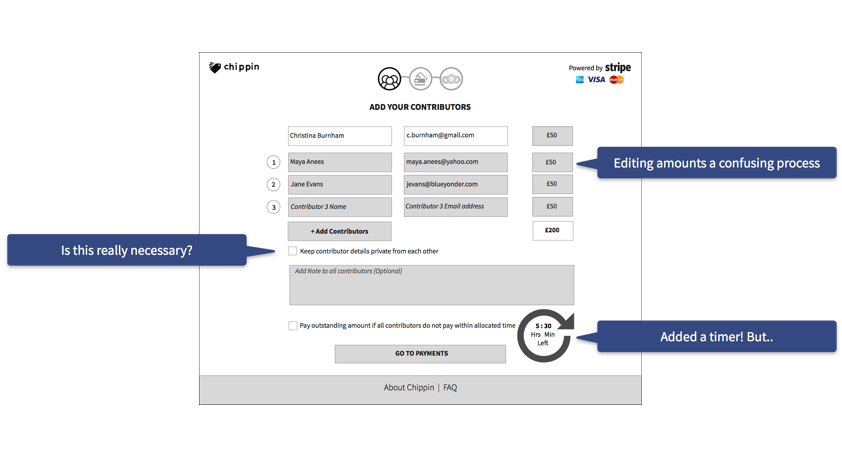 chippin
Powered by stripe
VISA
ADD YOUR CONTRIBUTORS
Christina Burnham c.burnham@gmail.com £50
1 Maya Anees maya.anees@yahoo.com £50
Editing amounts a confusing process
2 Jane Evans jevans@blueyonder.com £50
3 Contributor 3 Name Contributor 3 Email address £50
+ Add Contributors £200
Is this really necessary?
Keep contributor details private from each other
Add Note to all contributors (Optional)
Pay outstanding amount if all contributors do not pay within allocated time
5 : 30
Hrs Min
Left
Added a timer! But..
GO TO PAYMENTS
About Chippin | FAQ